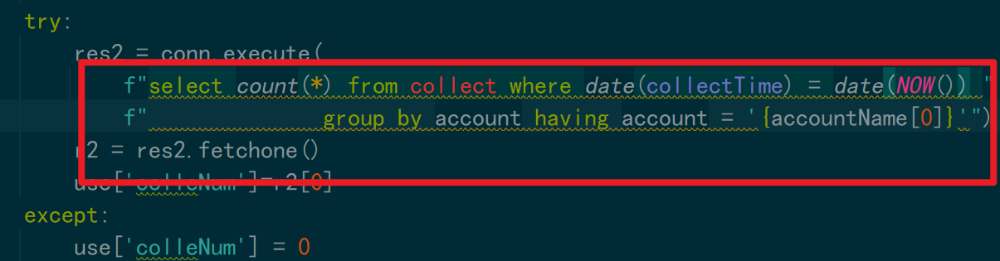 try:
res2 = conn.execute(
f"select count(*) from collect where date(collectTime) = date(NOW()) "
f"              group by account having account = '{accountName[0]}'")
r2 = res2.fetchone()
use['colleNum']=r2[0]
except:
use['colleNum'] = 0